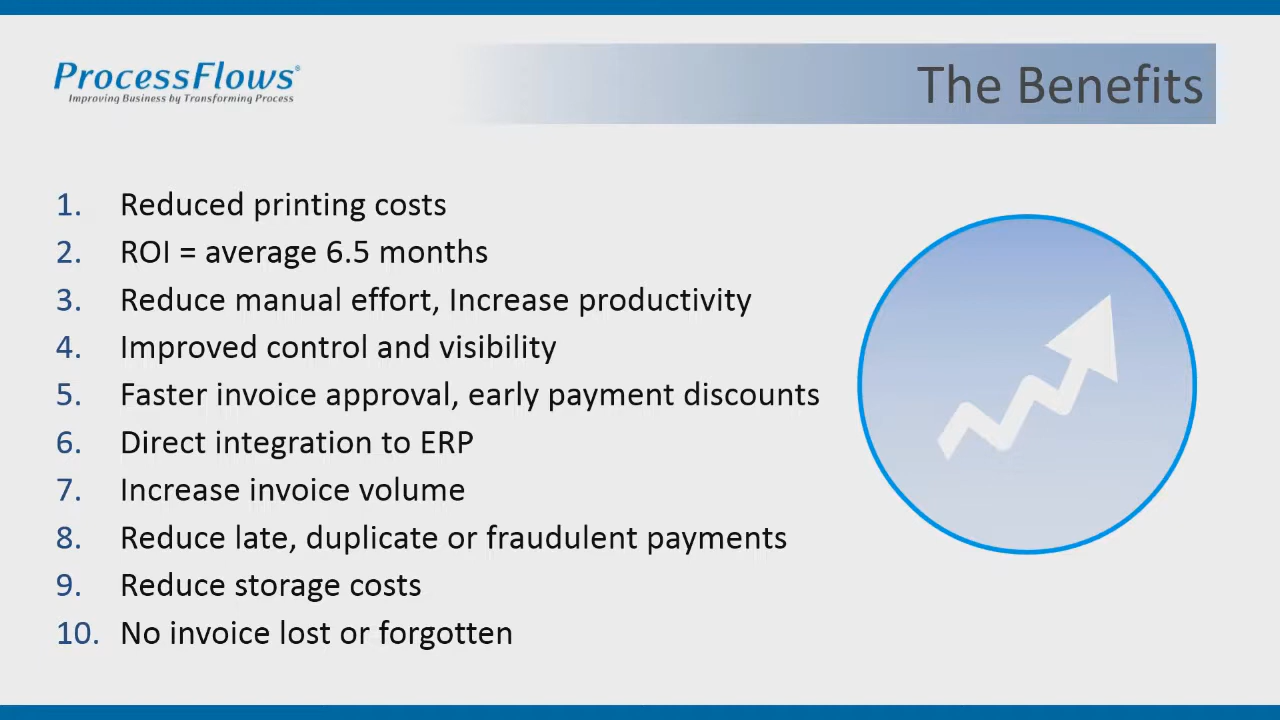 ProcessFlows®
Improving Business by Transforming Process
The Benefits
1. Reduced printing costs
2. ROI = average 6.5 months
3. Reduce manual effort, Increase productivity
4. Improved control and visibility
5. Faster invoice approval, early payment discounts
6. Direct integration to ERP
7. Increase invoice volume
8. Reduce late, duplicate or fraudulent payments
9. Reduce storage costs
10. No invoice lost or forgotten